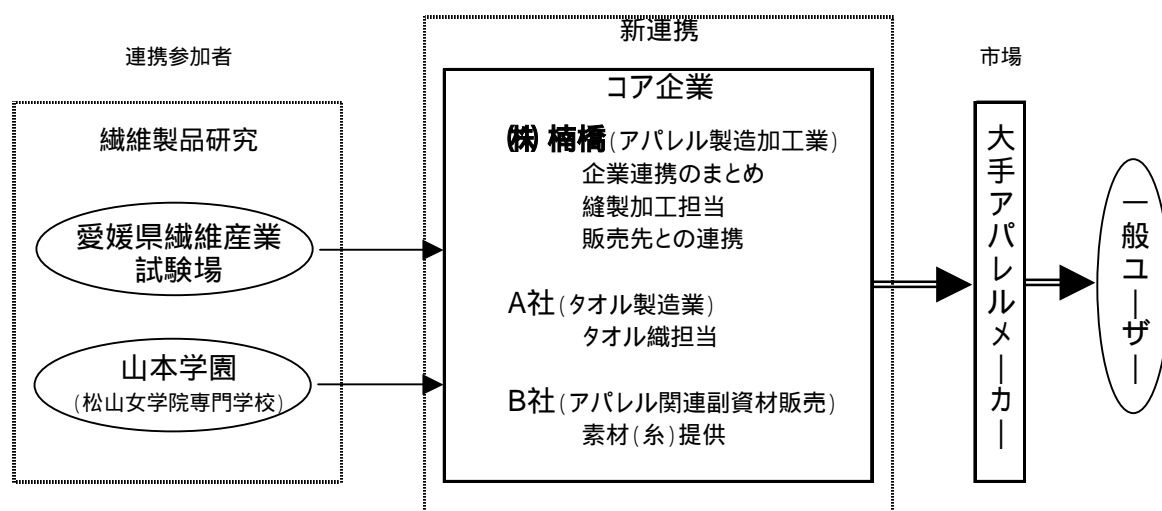 連携参加者
繊維製品研究
愛媛県繊維産業
試験場
山本学園
(松山女学院専門学校)
新連携
コア企業
㈱ 楠橋(アパレル製造加工業)
企業連携のまとめ
縫製加工担当
販売先との連携
A社(タオル製造業)
タオル織担当
B社(アパレル関連副資材販売)
素材(糸)提供
市場
大手アパレルメーカー
一般ユーザー